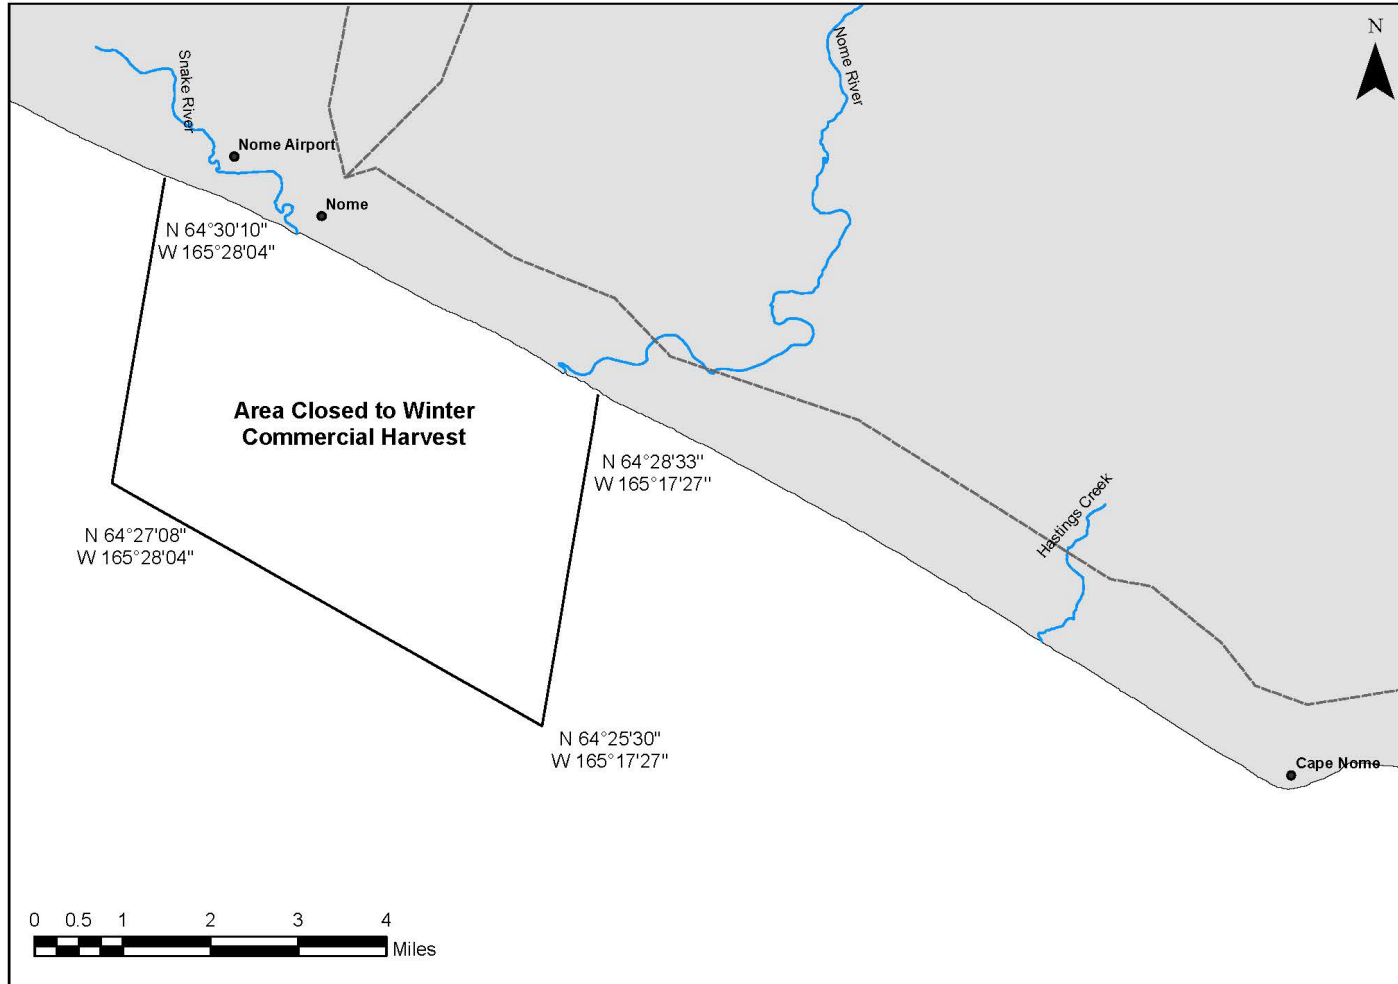 N
Snake River
Nome River
Nome Airport
Nome
N 64°30'10"
W 165°28'04"
Area Closed to Winter
Commercial Harvest
N 64°28'33"
W 165°17'27"
Hastings Creek
N 64°27'08"
W 165°28'04"
N 64°25'30"
W 165°17'27"
Cape Nome
0 0.5 1 2 3 4
Miles